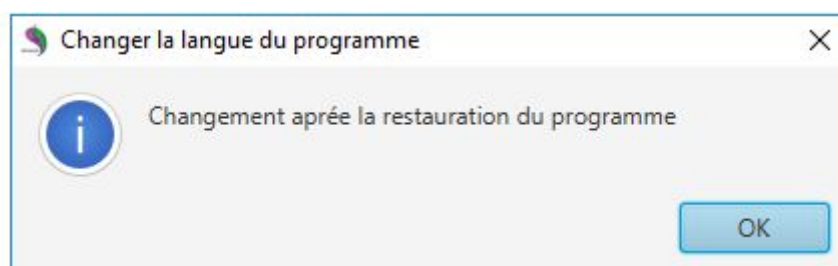 Changer la langue du programme
Changement aprée la restauration du programme
OK